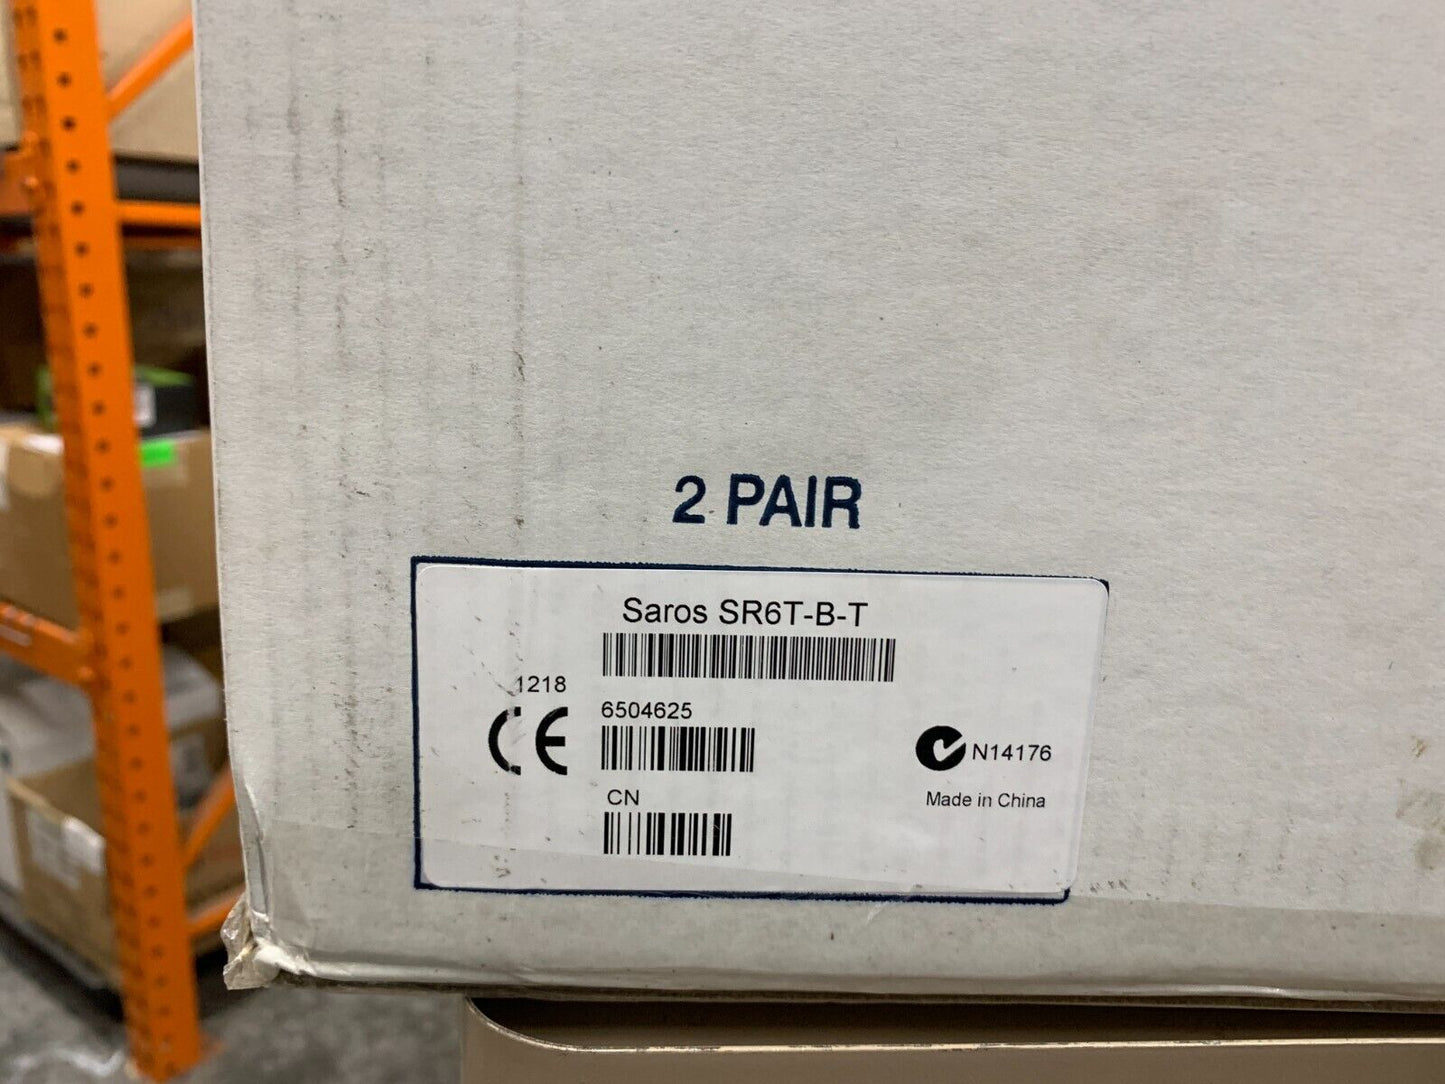 2 PAIR
Saros SR6T-B-T
1218
CE
6504625
N14176
CN
Made in China